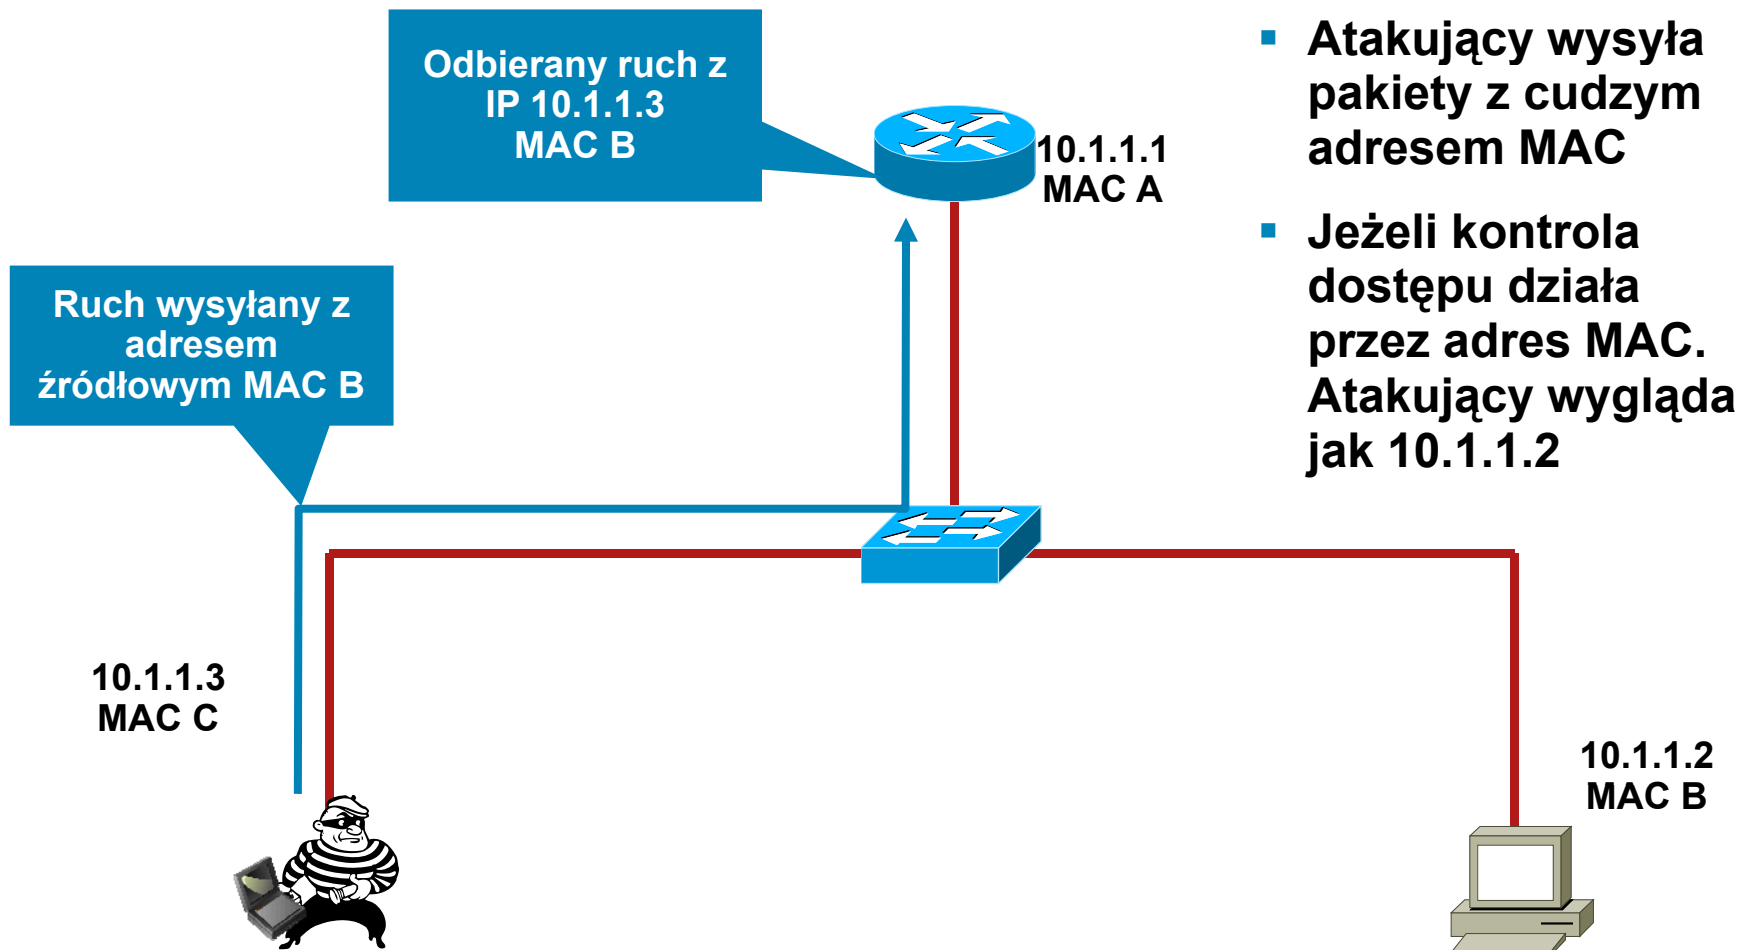 Odbierany ruch z
IP 10.1.1.3
MAC B
10.1.1.1
MAC A
Ruch wysyłany z
adresem
źródłowym MAC B
10.1.1.3
MAC C
10.1.1.2
MAC B
▪ Atakujący wysyła
pakiety z cudzym
adresem MAC
▪ Jeżeli kontrola
dostępu działa
przez adres MAC.
Atakujący wygląda
jak 10.1.1.2